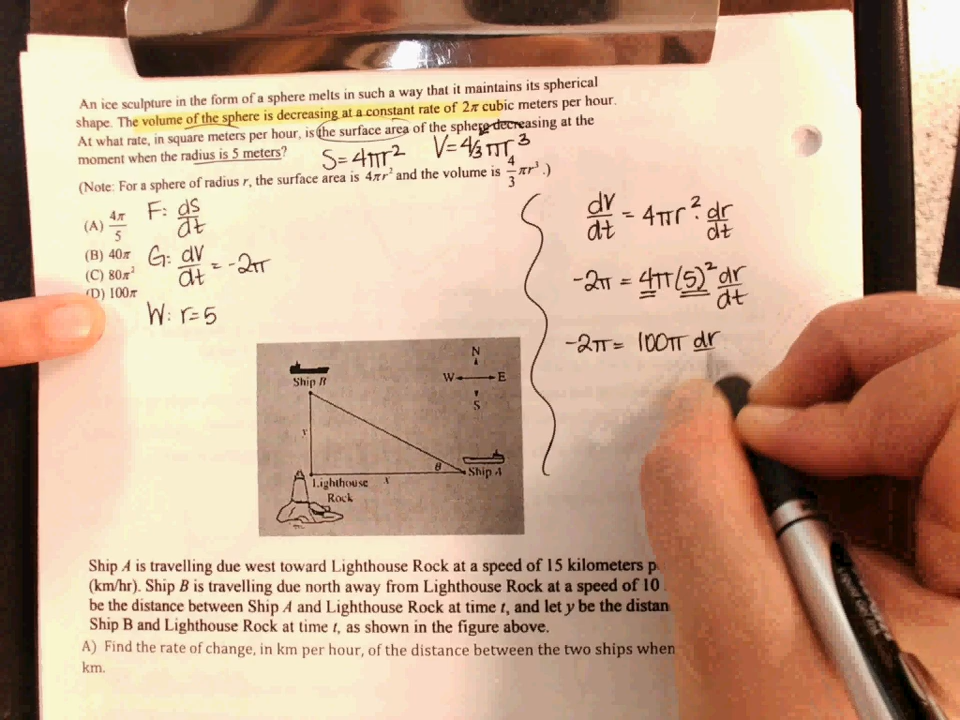 An ice sculpture in the form of a sphere melts in such a way that it maintains its spherical
shape. The volume of the sphere is decreasing at a constant rate of 2π cubic meters per hour.
At what rate, in square meters per hour, is the surface area of the sphere decreasing at the
moment when the radius is 5 meters?
S=4πr² V=4/3πr³
(Note: For a sphere of radius r, the surface area is 4πr² and the volume is 4/3 πr³.)
(A) 4π/5
(B) 40π
(C) 80π²
(D) 100π
F: ds/dt
G: dV/dt = -2π
W: r=5
dV/dt = 4πr² · dr/dt
-2π = 4π(5)² dr/dt
-2π = 100π dr
Ship B
N
W E
S
y
θ
Ship A
x
Lighthouse
Rock
Ship A is travelling due west toward Lighthouse Rock at a speed of 15 kilometers
(km/hr). Ship B is travelling due north away from Lighthouse Rock at a speed of 10
be the distance between Ship A and Lighthouse Rock at time t, and let y be the
Ship B and Lighthouse Rock at time t, as shown in the figure above.
A) Find the rate of change, in km per hour, of the distance between the two ships when
km.